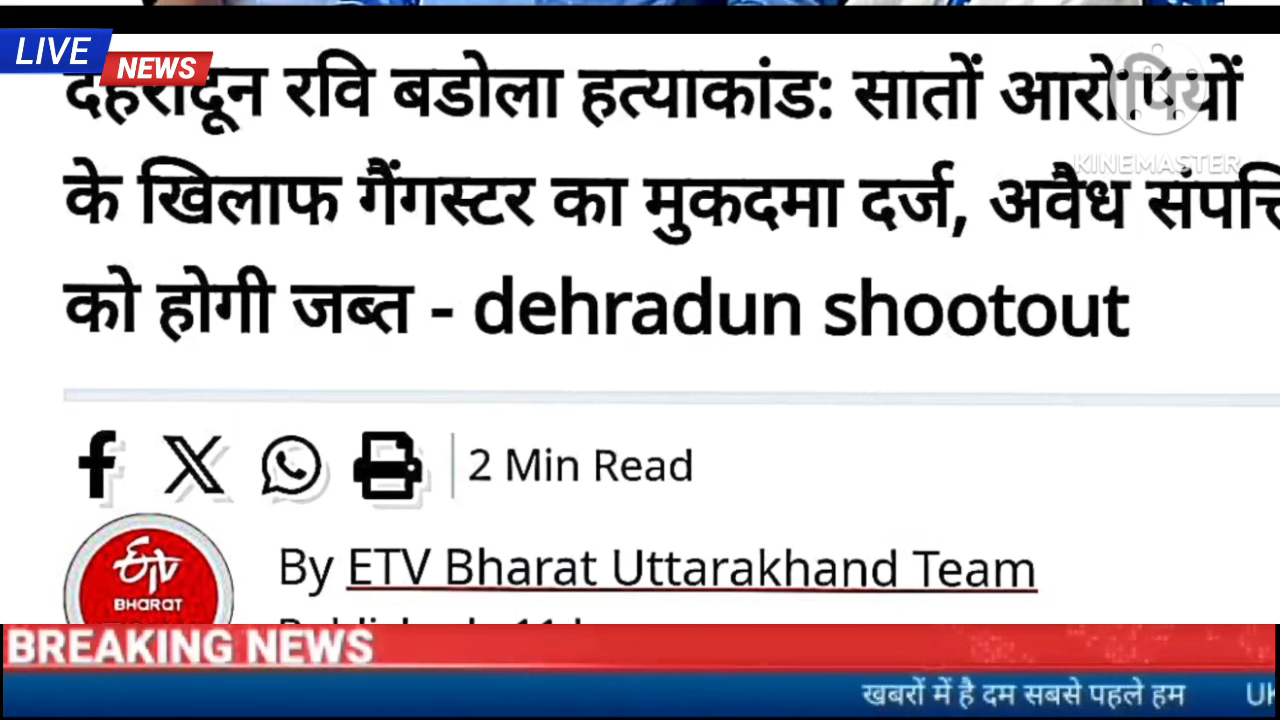 LIVE
NEWS
देहरादून रवि बडोला हत्याकांड: सातों आरोपियों
KINEMASTER
के खिलाफ गैंगस्टर का मुकदमा दर्ज, अवैध
को होगी जब्त - dehradun shootout
2 Min Read
ETV
BHARAT
By ETV Bharat Uttarakhand Team
BREAKING NEWS
खबरों में है दम सबसे पहले हम